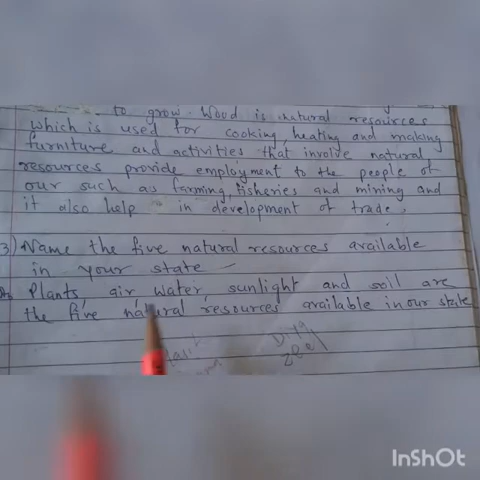 to grow. Wood is natural resources
which is used for cooking, heating and making
furniture and activities that involve natural
resources provide employment to the people of
our such as farming, fisheries and mining and
it also help in development of trade.
3) Name the five natural resources available
in your state
Ans Plants air water sunlight and soil are
the five natural resources available in our state
Diya
InShOt